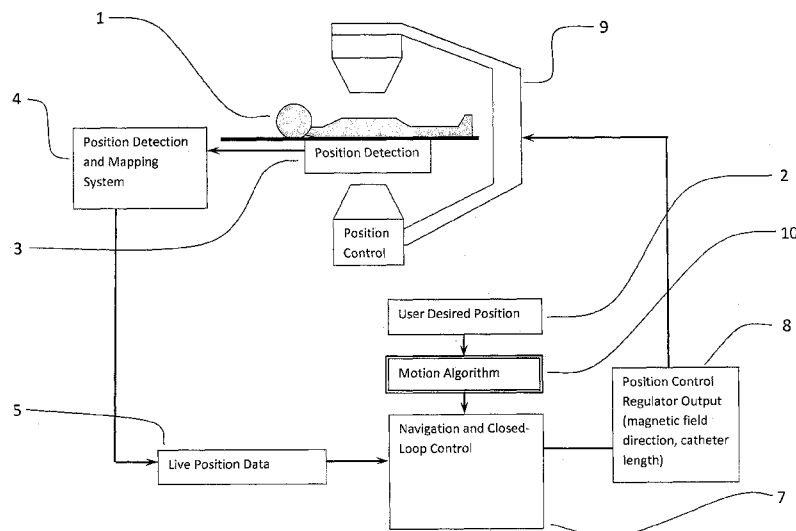 1
9
4
Position Detection
and Mapping
System
Position Detection
3
Position
Control
2
10
User Desired Position
8
Motion Algorithm
Position Control
Regulator Output
(magnetic field
direction, catheter
length)
5
Navigation and Closed-
Loop Control
Live Position Data
7